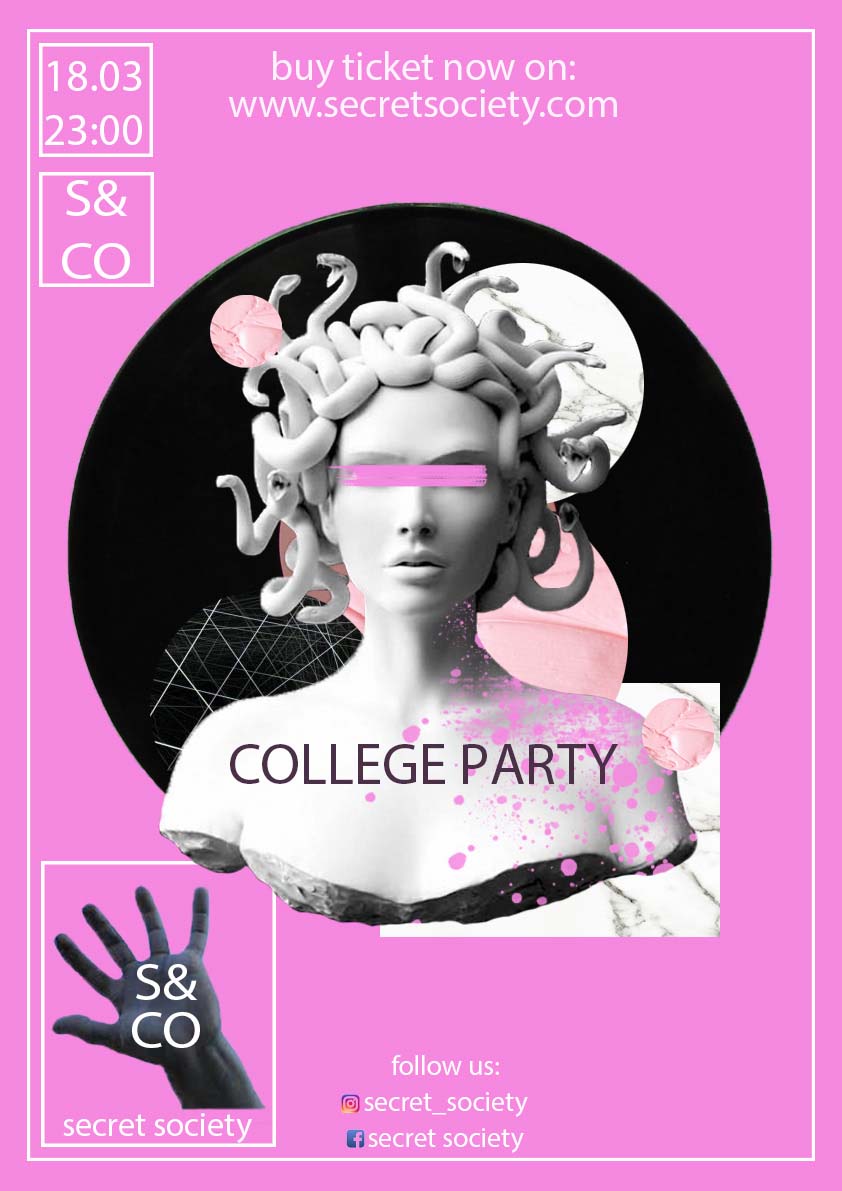 18.03
23:00
buy ticket now on:
www.secretsociety.com
S&
CO
COLLEGE PARTY
S&
CO
secret society
follow us:
secret_society
secret society